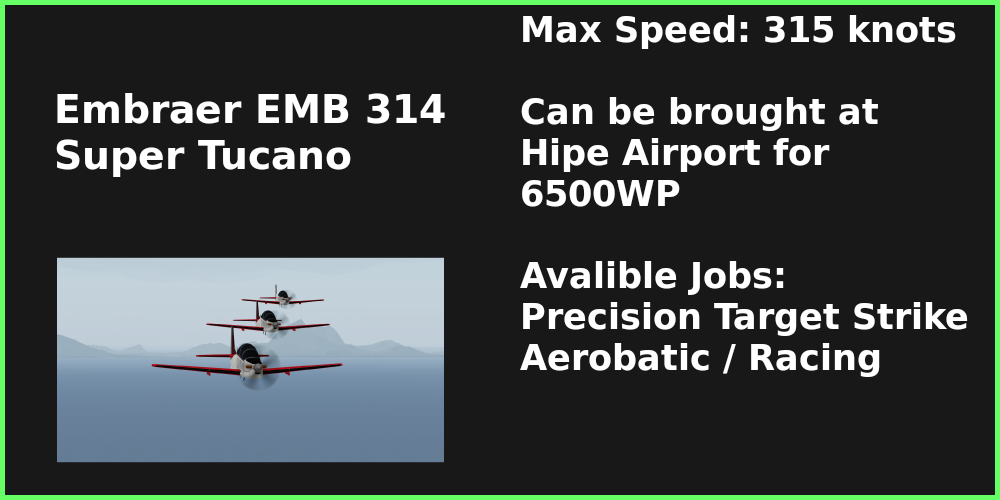 Embraer EMB 314
Super Tucano
Max Speed: 315 knots
Can be brought at
Hipe Airport for
6500WP
Avalible Jobs:
Precision Target Strike
Aerobatic / Racing